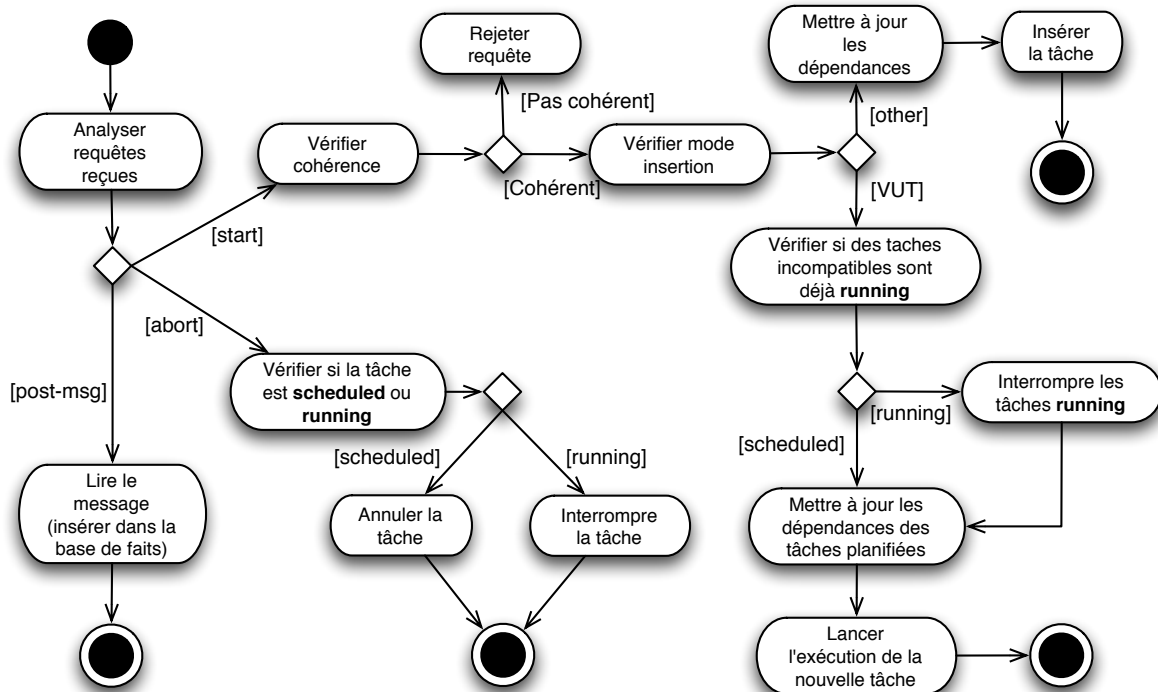 Rejeter
requête
Mettre à jour
les
dépendances
Insérer
la tâche
[Pas cohérent]
[other]
Analyser
requêtes
reçues
Vérifier
cohérence
Vérifier mode
insertion
[Cohérent]
[VUT]
[start]
Vérifier si des taches
incompatibles sont
déjà running
[abort]
[post-msg]
Vérifier si la tâche
est scheduled ou
running
Interrompre les
tâches running
[running]
[scheduled]
[scheduled]
[running]
Lire le
message
(insérer dans la
base de faits)
Annuler la
tâche
Interrompre
la tâche
Mettre à jour les
dépendances des
tâches planifiées
Lancer
l'exécution de la
nouvelle tâche